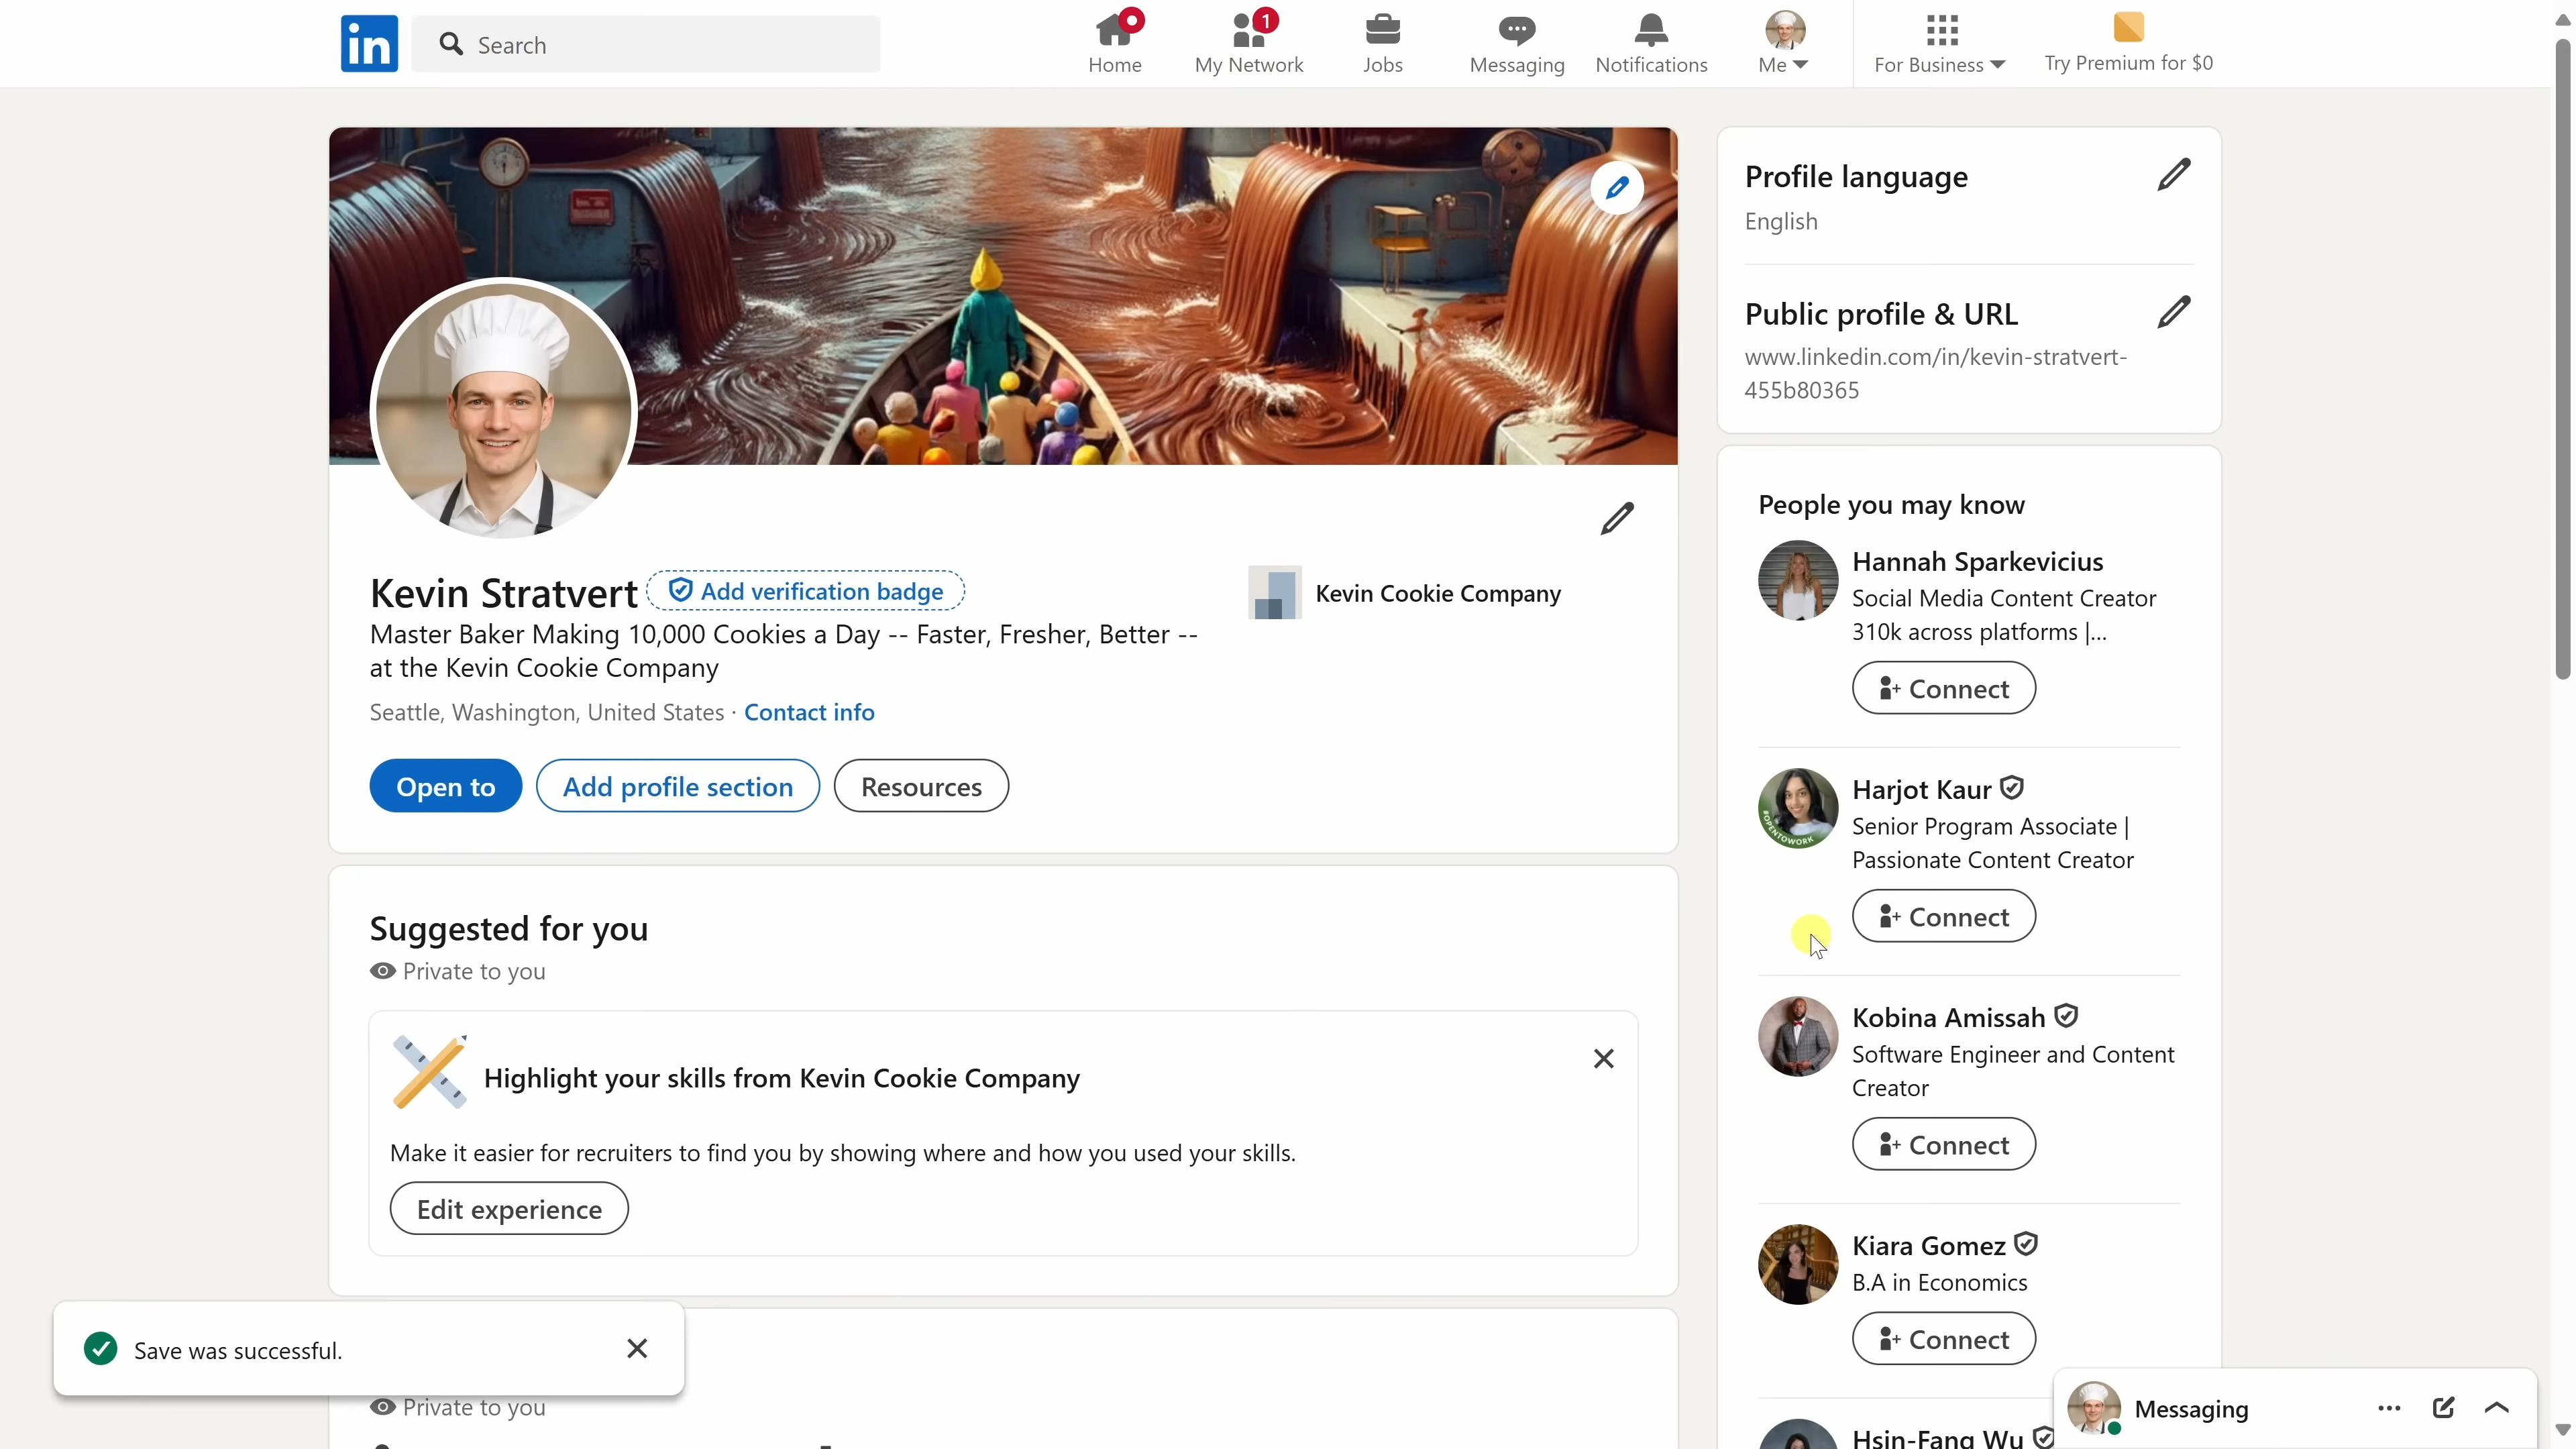 in
Search
Home
1
My Network
Jobs
Messaging
Notifications
Me
For Business
Try Premium for $0
Kevin Stratvert
Add verification badge
Master Baker Making 10,000 Cookies a Day -- Faster, Fresher, Better --
at the Kevin Cookie Company
Seattle, Washington, United States · Contact info
Kevin Cookie Company
Open to
Add profile section
Resources
Suggested for you
Private to you
Highlight your skills from Kevin Cookie Company
Make it easier for recruiters to find you by showing where and how you used your skills.
Edit experience
Save was successful.
Private to you
Profile language
English
Public profile & URL
www.linkedin.com/in/kevin-stratvert-
455b80365
People you may know
Hannah Sparkevicius
Social Media Content Creator
310k across platforms |...
Connect
Harjot Kaur
#OPENTOWORK
Senior Program Associate |
Passionate Content Creator
Connect
Kobina Amissah
Software Engineer and Content
Creator
Connect
Kiara Gomez
B.A in Economics
Connect
Hsin-Fang Wu
Messaging